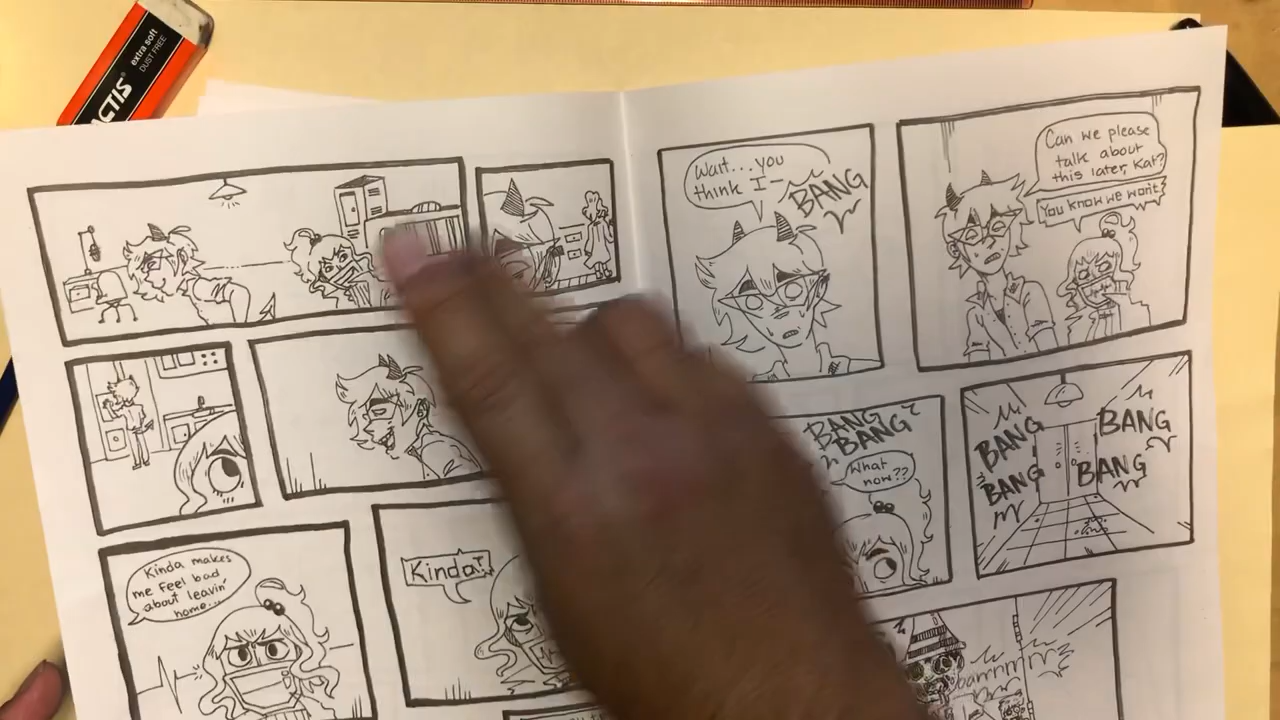 extra soft
DUST FREE
Kinda makes
me feel bad
about leavin'
home...
Kinda?
Wait...you
think I-
BANG
Can we please
talk about
this later, Kat?
You know we won't.
BANG
BANG
BANG
What
now??
BANG
BANG
BANG
BANG